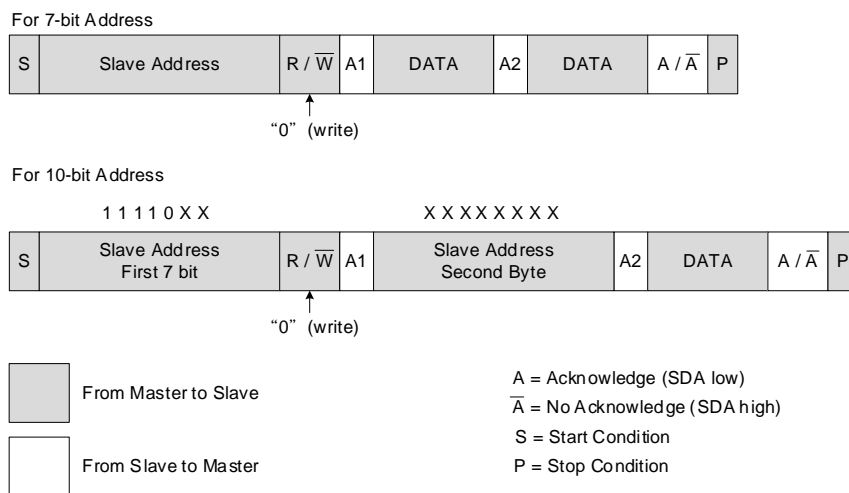 For 7-bit Address
S Slave Address R / W̅ A1 DATA A2 DATA A / A̅ P
“0” (write)
For 10-bit Address
1 1 1 1 0 X X X X X X X X X X
S Slave Address First 7 bit R / W̅ A1 Slave Address Second Byte A2 DATA A / A̅ P
“0” (write)
From Master to Slave
From Slave to Master
A = Acknowledge (SDA low)
A̅ = No Acknowledge (SDA high)
S = Start Condition
P = Stop Condition